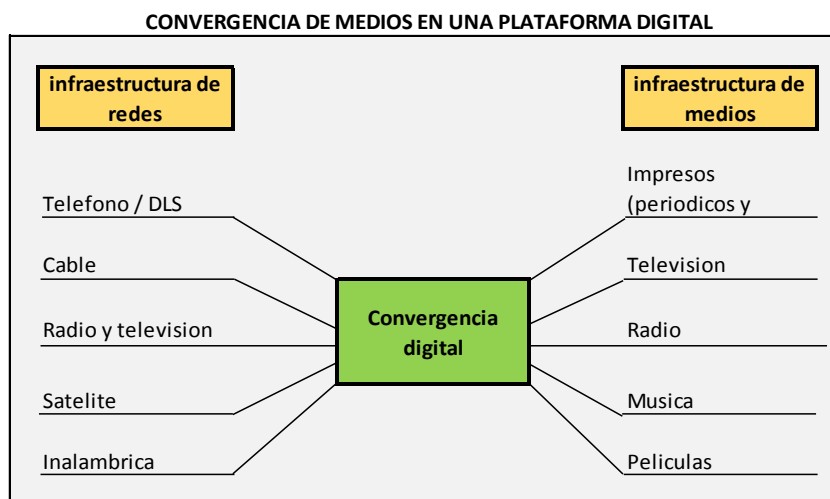 CONVERGENCIA DE MEDIOS EN UNA PLATAFORMA DIGITAL
infraestructura de
redes
infraestructura de
medios
Telefono / DLS
Cable
Radio y television
Satelite
Inalambrica
Convergencia
digital
Impresos
(periodicos y
Television
Radio
Musica
Peliculas